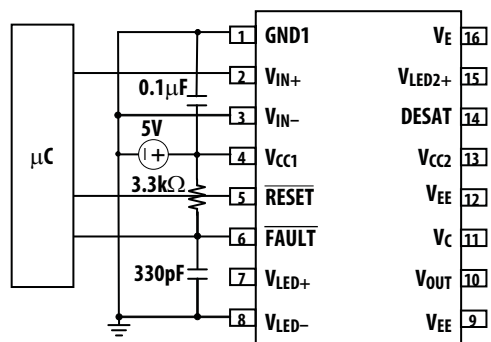 μC
0.1μF
5V
3.3kΩ
330pF
1 GND1
2 VIN+
3 VIN–
4 VCC1
5 RESET
6 FAULT
7 VLED+
8 VLED–
VE 16
VLED2+ 15
DESAT 14
VCC2 13
VEE 12
VC 11
VOUT 10
VEE 9